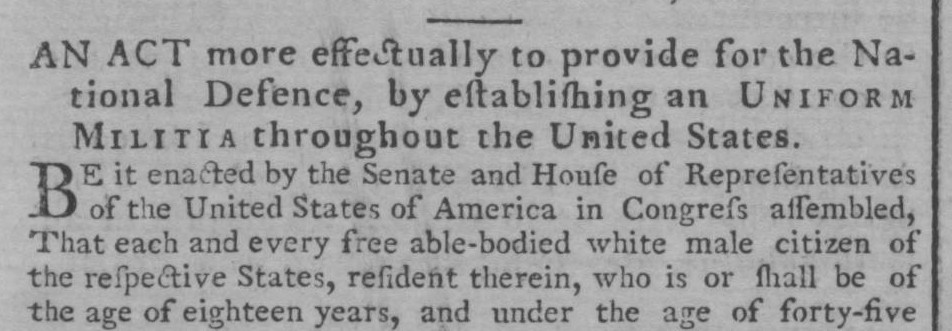 AN ACT more effectually to provide for the Na-
tional Defence, by eſtabliſhing an UNIFORM
MILITIA throughout the United States.
BE it enacted by the Senate and Houſe of Repreſentatives
of the United States of America in Congreſs aſſembled,
That each and every free able-bodied white male citizen of
the reſpective States, reſident therein, who is or ſhall be of
the age of eighteen years, and under the age of forty-five